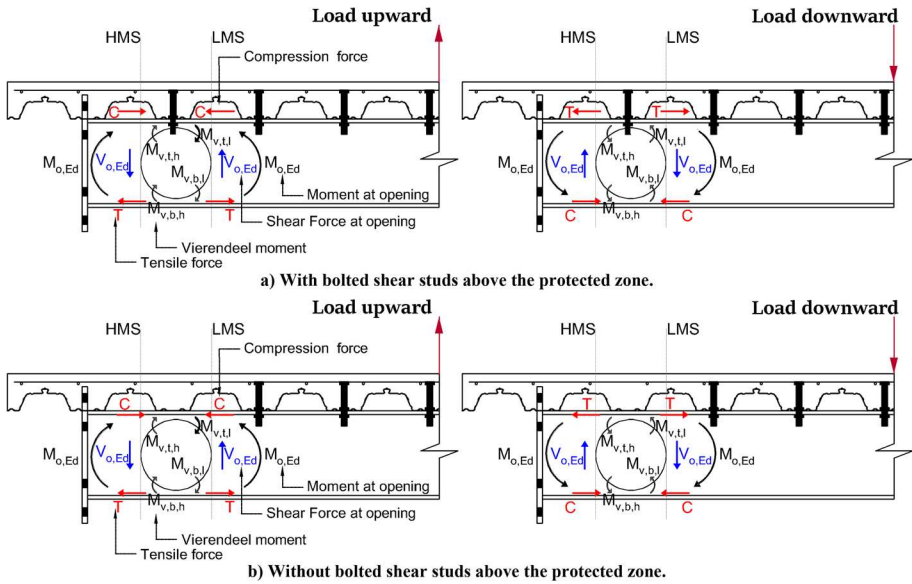 Load upward
Load downward
HMS
LMS
Compression force
HMS
LMS
C
C
T
T
M_v,t,l
M_v,t,l
M_o,Ed
V_o,Ed
M_v,t,h
M_v,b,l
V_o,Ed
M_o,Ed
M_o,Ed
V_o,Ed
M_v,t,h
M_v,b,l
V_o,Ed
M_o,Ed
Moment at opening
T
M_v,b,h
T
Shear Force at opening
C
M_v,b,h
C
Vierendeel moment
Tensile force
a) With bolted shear studs above the protected zone.
Load upward
Load downward
HMS
LMS
Compression force
HMS
LMS
C
C
T
T
M_v,t,h
M_v,t,l
M_v,t,h
M_v,t,l
M_o,Ed
V_o,Ed
M_v,b,l
V_o,Ed
M_o,Ed
M_o,Ed
V_o,Ed
M_v,b,l
V_o,Ed
M_o,Ed
Moment at opening
T
M_v,b,h
T
Shear Force at opening
C
M_v,b,h
C
Vierendeel moment
Tensile force
b) Without bolted shear studs above the protected zone.